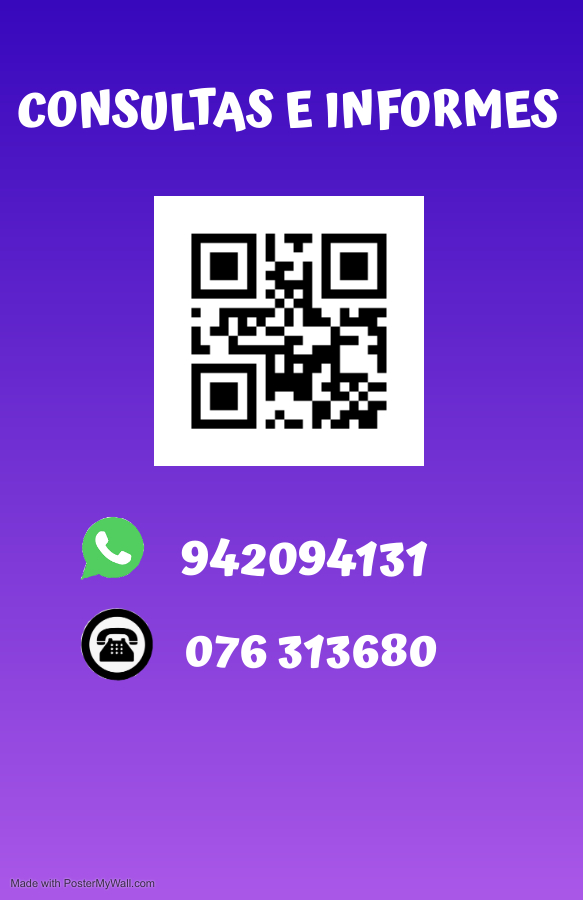 CONSULTAS E INFORMES
942094131
076 313680
Made with PosterMyWall.com